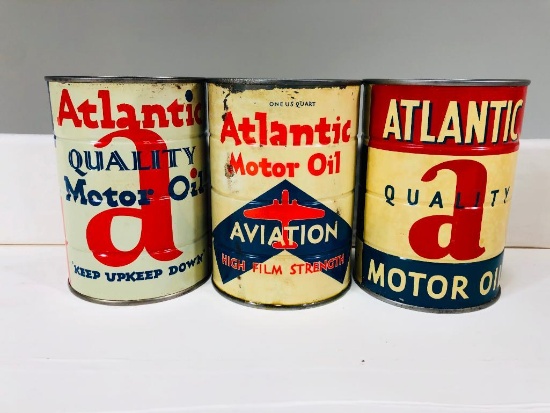 Atlantic
QUALITY
a
Motor Oil
"KEEP UPKEEP DOWN"
ONE U.S. QUART
Atlantic
Motor Oil
AVIATION
HIGH FILM STRENGTH
ATLANTIC
QUALITY
a
MOTOR OIL